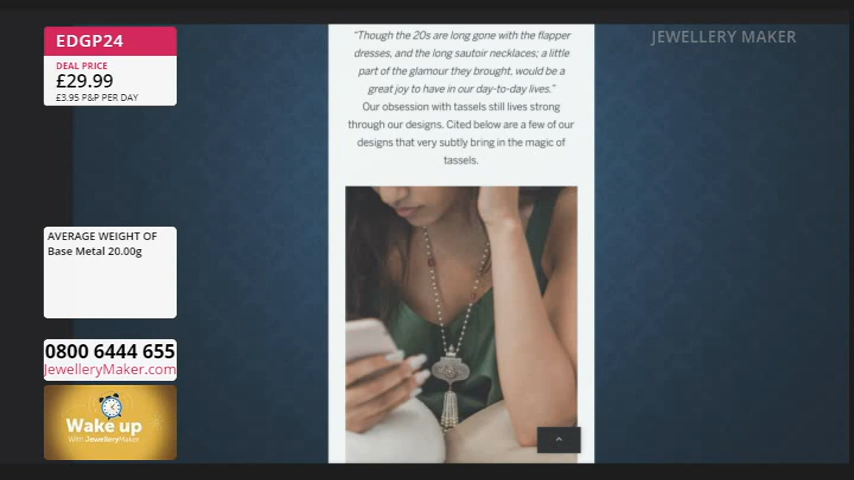 EDGP24
DEAL PRICE
£29.99
£3.95 P&P PER DAY
AVERAGE WEIGHT OF
Base Metal 20.00g
0800 6444 655
JewelleryMaker.com
Wake up
With JewelleryMaker
“Though the 20s are long gone with the flapper
dresses, and the long sautoir necklaces; a little
part of the glamour they brought, would be a
great joy to have in our day-to-day lives.”
Our obsession with tassels still lives strong
through our designs. Cited below are a few of our
designs that very subtly bring in the magic of
tassels.
JEWELLERY MAKER